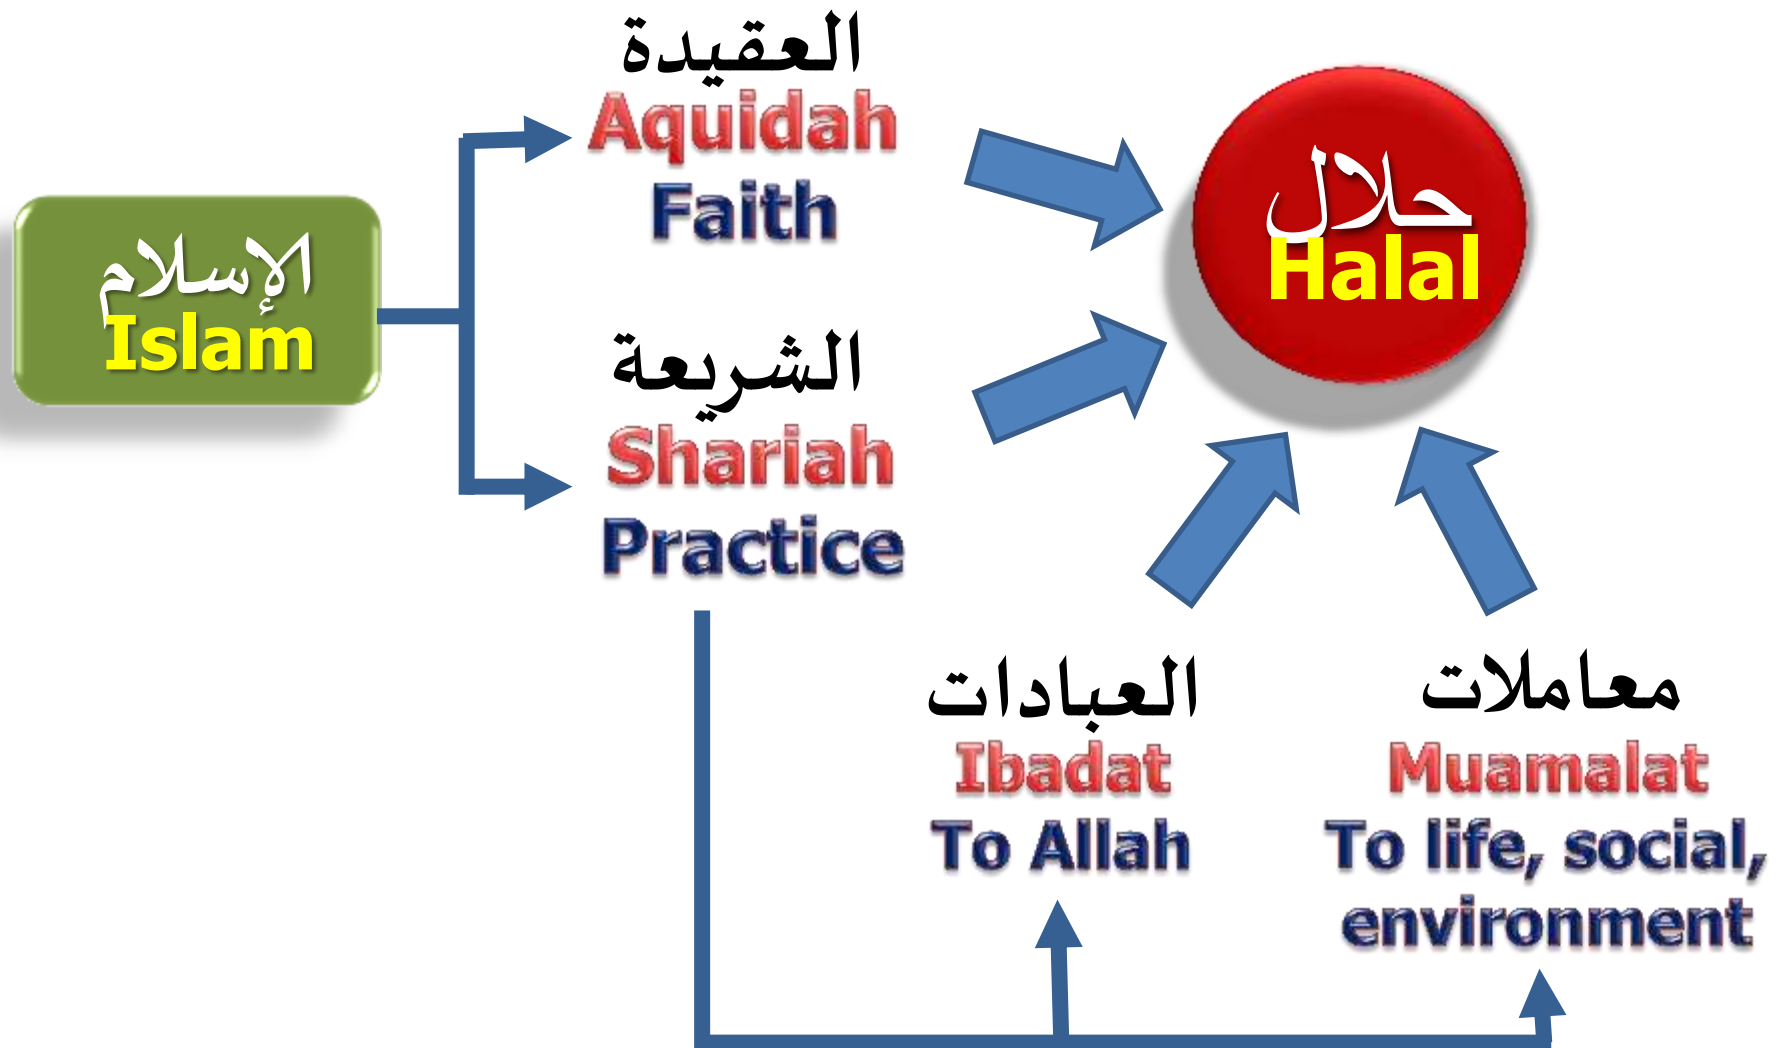 الإسلام
Islam
العقيدة
Aquidah
Faith
الشريعة
Shariah
Practice
حلال
Halal
العبادات
Ibadat
To Allah
معاملات
Muamalat
To life, social,
environment